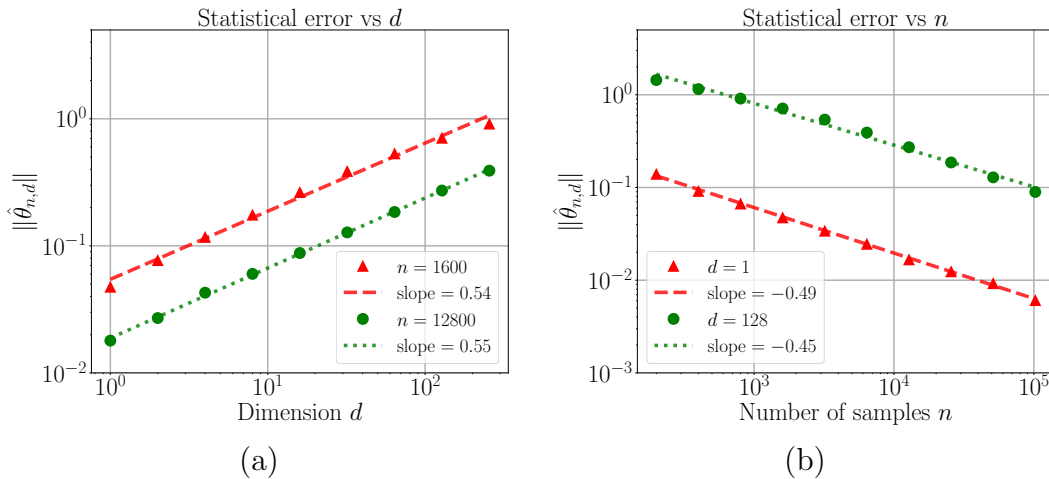 Statistical error vs d
||θ̂_{n,d}||
10^0
10^{-1}
10^{-2}
n = 1600
slope = 0.54
n = 12800
slope = 0.55
10^0 10^1 10^2
Dimension d
(a)
Statistical error vs n
||θ̂_{n,d}||
10^0
10^{-1}
10^{-2}
10^{-3}
d = 1
slope = −0.49
d = 128
slope = −0.45
10^3 10^4 10^5
Number of samples n
(b)